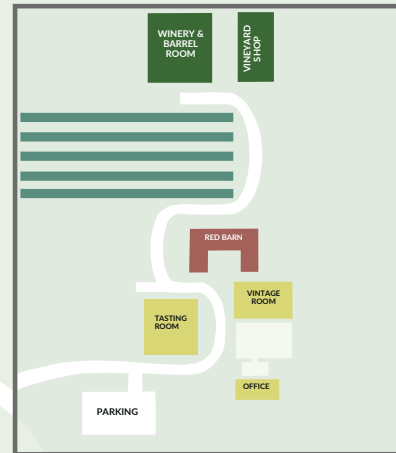 WINERY &
BARREL
ROOM
VINEYARD
SHOP
RED BARN
VINTAGE
ROOM
TASTING
ROOM
OFFICE
PARKING